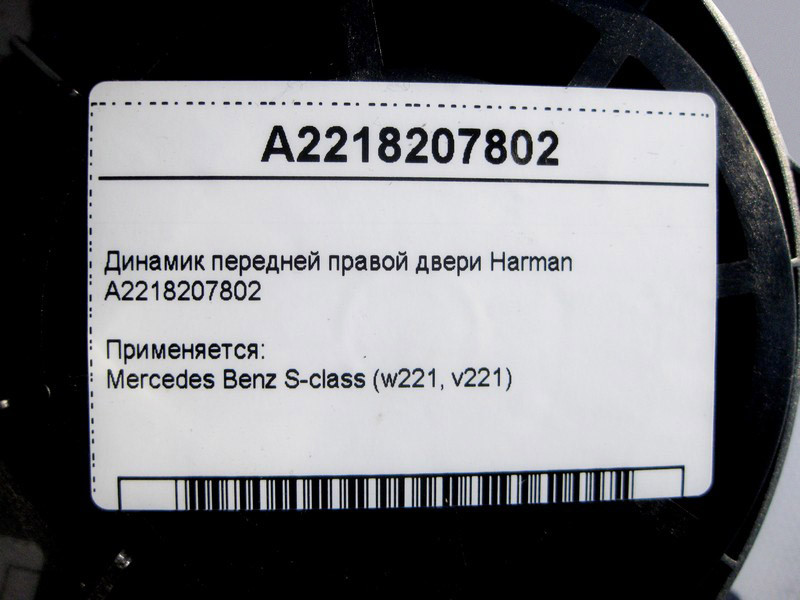 A2218207802
Динамик передней правой двери Harman
A2218207802
Применяется:
Mercedes Benz S-class (w221, v221)